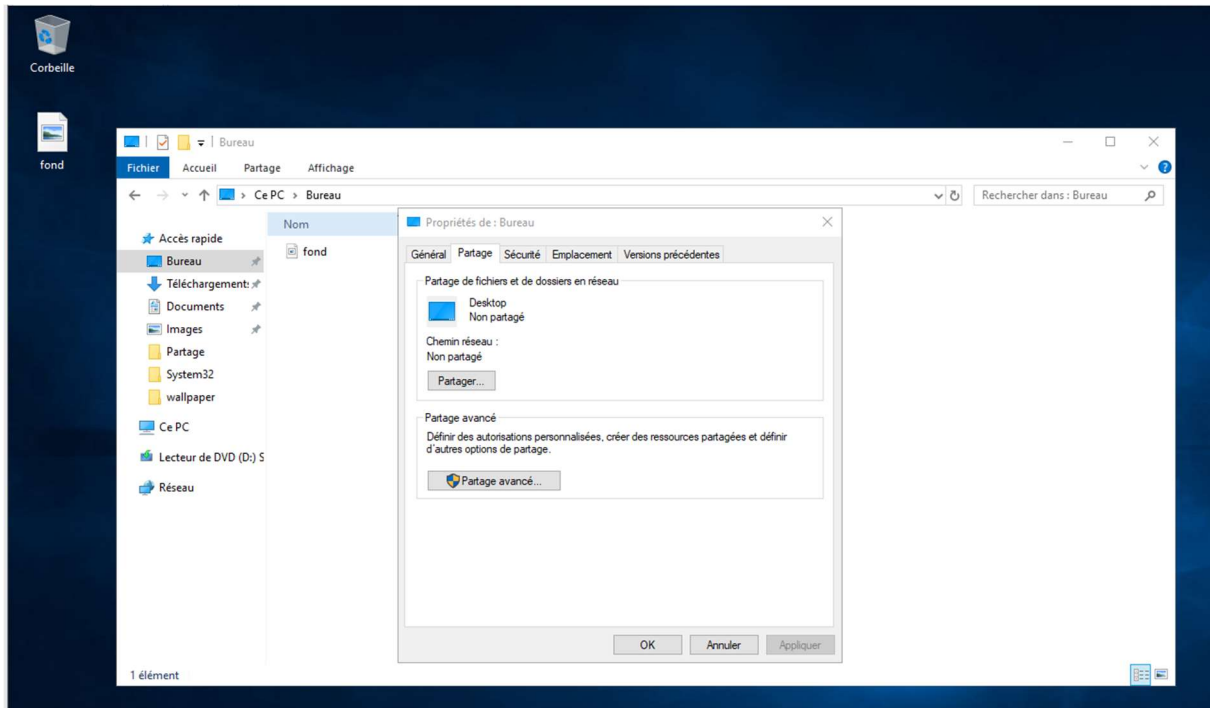 Corbeille
fond
Bureau
Fichier Accueil Partage Affichage
Ce PC > Bureau
Rechercher dans : Bureau
Accès rapide
Bureau
Téléchargements
Documents
Images
Partage
System32
wallpaper
Ce PC
Lecteur de DVD (D:) S
Réseau
Nom
fond
Propriétés de : Bureau
Général Partage Sécurité Emplacement Versions précédentes
Partage de fichiers et de dossiers en réseau
Desktop
Non partagé
Chemin réseau :
Non partagé
Partager...
Partage avancé
Définir des autorisations personnalisées, créer des ressources partagées et définir
d'autres options de partage.
Partage avancé...
OK Annuler Appliquer
1 élément